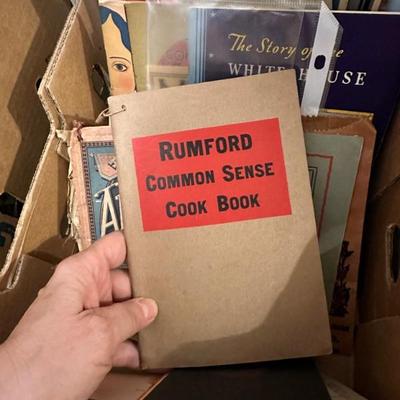 The Story of the
WHITE HOUSE
RUMFORD
COMMON SENSE
COOK BOOK